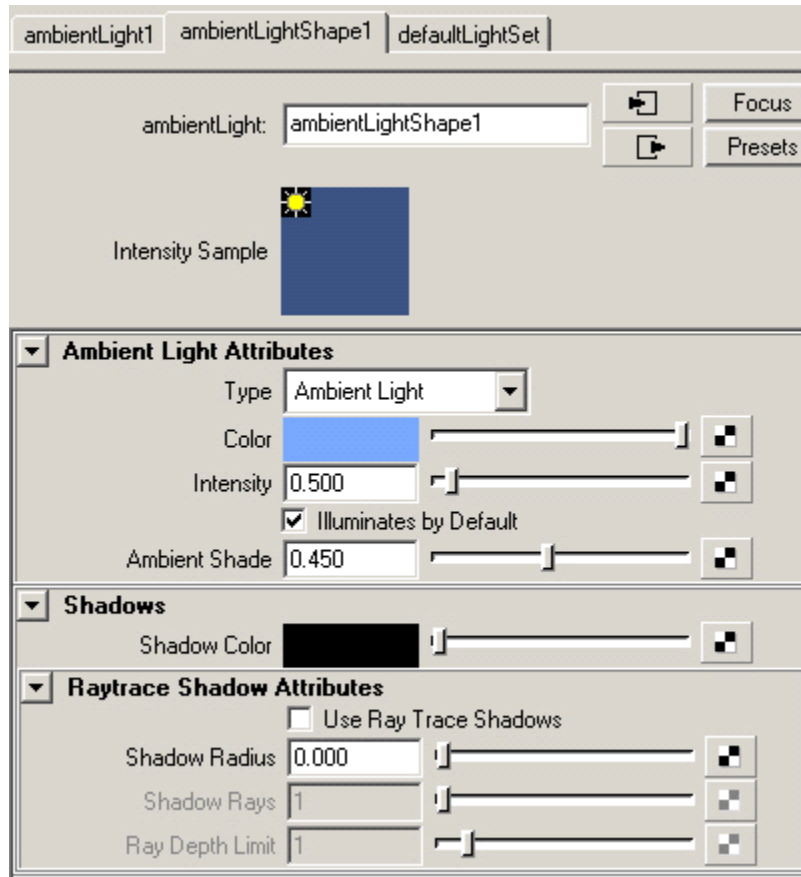 ambientLight1 ambientLightShape1 defaultLightSet
ambientLight: ambientLightShape1 Focus
Presets
Intensity Sample
Ambient Light Attributes
Type Ambient Light
Color
Intensity 0.500
Illuminates by Default
Ambient Shade 0.450
Shadows
Shadow Color
Raytrace Shadow Attributes
Use Ray Trace Shadows
Shadow Radius 0.000
Shadow Rays 1
Ray Depth Limit 1